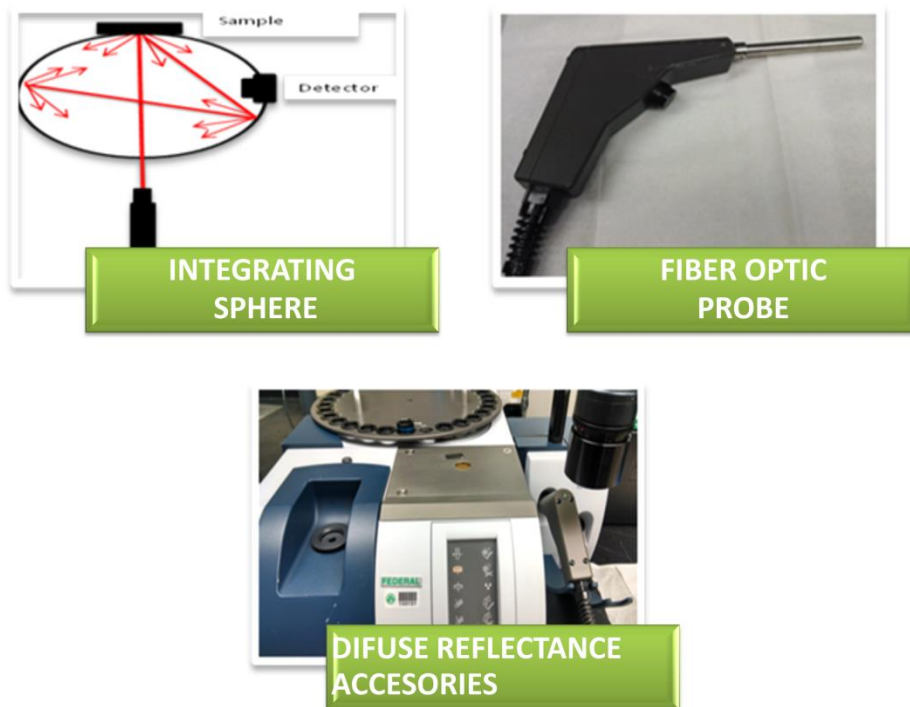 Sample
Detector
INTEGRATING
SPHERE
FIBER OPTIC
PROBE
FEDERAL
DIFUSE REFLECTANCE
ACCESORIES